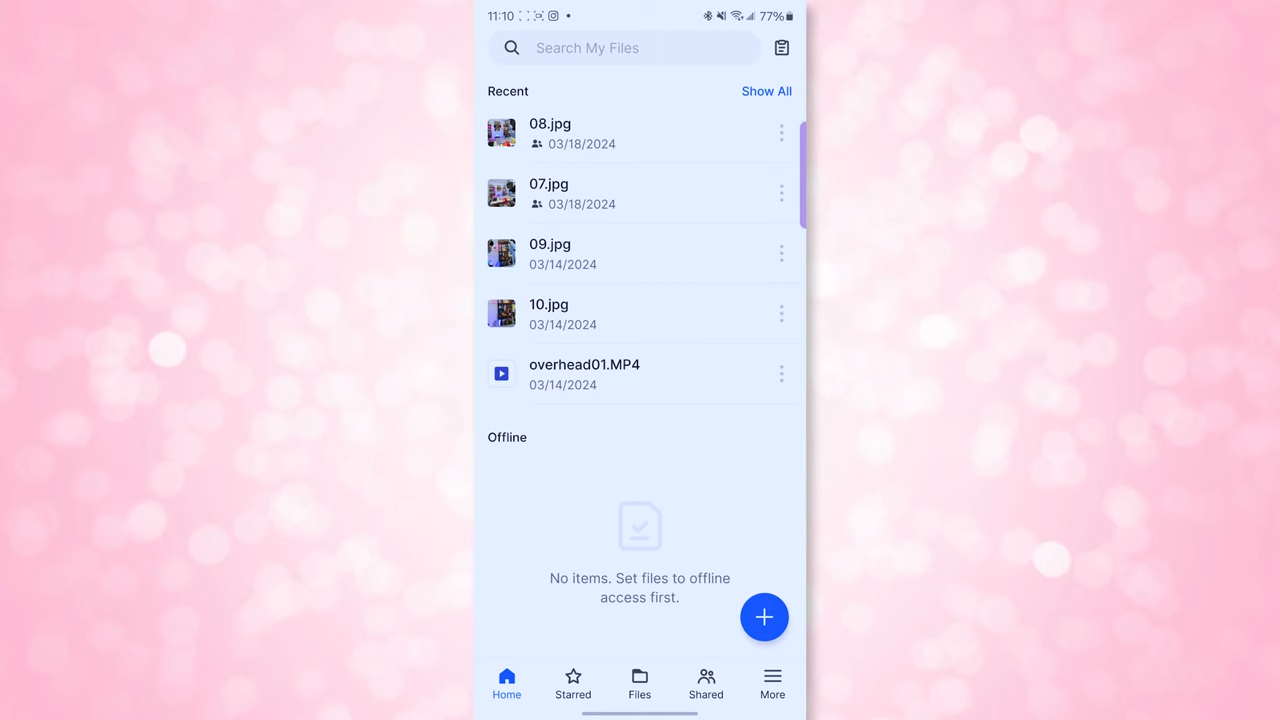 11:10
77%
Search My Files
Recent
Show All
08.jpg
03/18/2024
07.jpg
03/18/2024
09.jpg
03/14/2024
10.jpg
03/14/2024
overhead01.MP4
03/14/2024
Offline
No items. Set files to offline
access first.
Home
Starred
Files
Shared
More